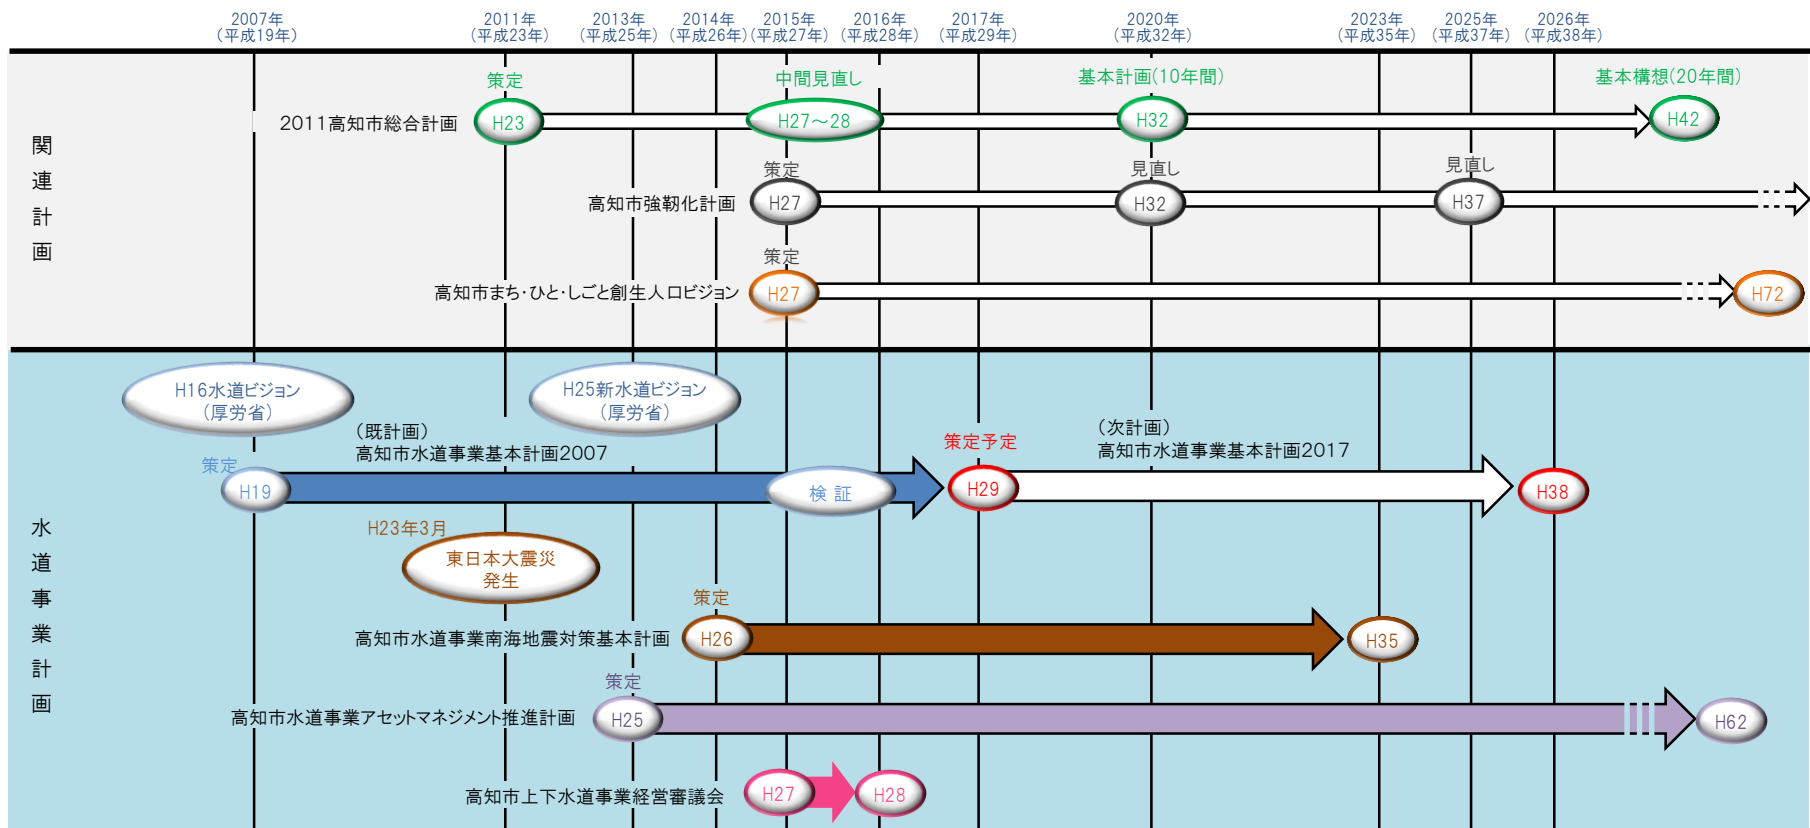 2007年
（平成19年）
2011年
（平成23年）
2013年
（平成25年）
2014年
（平成26年）
2015年
（平成27年）
2016年
（平成28年）
2017年
（平成29年）
2020年
（平成32年）
2023年
（平成35年）
2025年
（平成37年）
2026年
（平成38年）
関連計画
策定
中間見直し
基本計画(10年間)
基本構想(20年間)
2011高知市総合計画
H23
H27～28
H32
H42
策定
見直し
見直し
高知市強靭化計画
H27
H32
H37
策定
高知市まち・ひと・しごと創生人口ビジョン
H27
H72
水道事業計画
H16水道ビジョン
（厚労省）
H25新水道ビジョン
（厚労省）
（既計画）
高知市水道事業基本計画2007
策定予定
（次計画）
高知市水道事業基本計画2017
策定
H19
検 証
H29
H38
H23年3月
東日本大震災
発生
策定
高知市水道事業南海地震対策基本計画
H26
H35
策定
高知市水道事業アセットマネジメント推進計画
H25
H62
高知市上下水道事業経営審議会
H27
H28